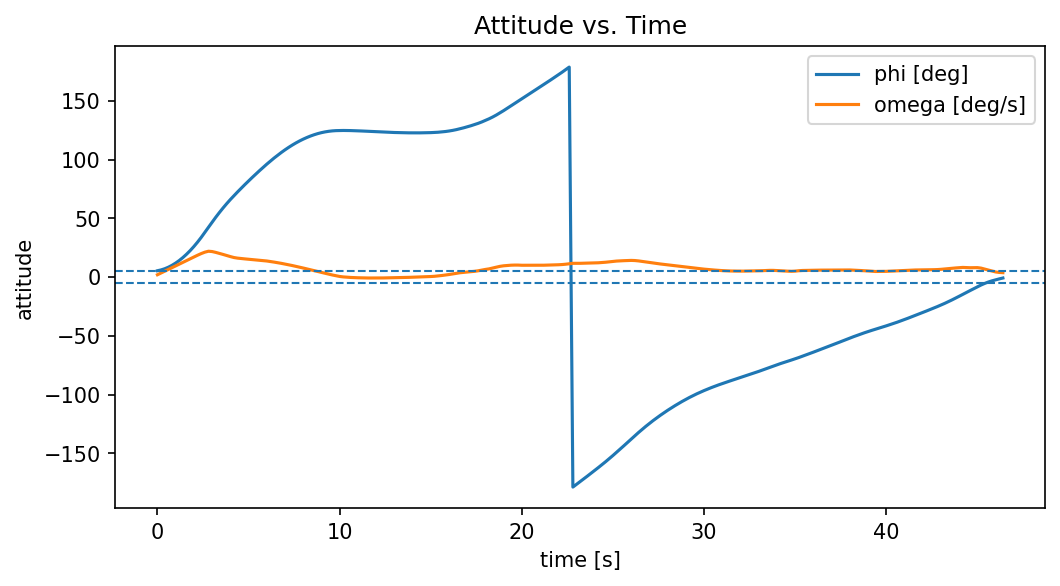 Attitude vs. Time
phi [deg]
omega [deg/s]
attitude
150
100
50
0
−50
−100
−150
0 10 20 30 40
time [s]